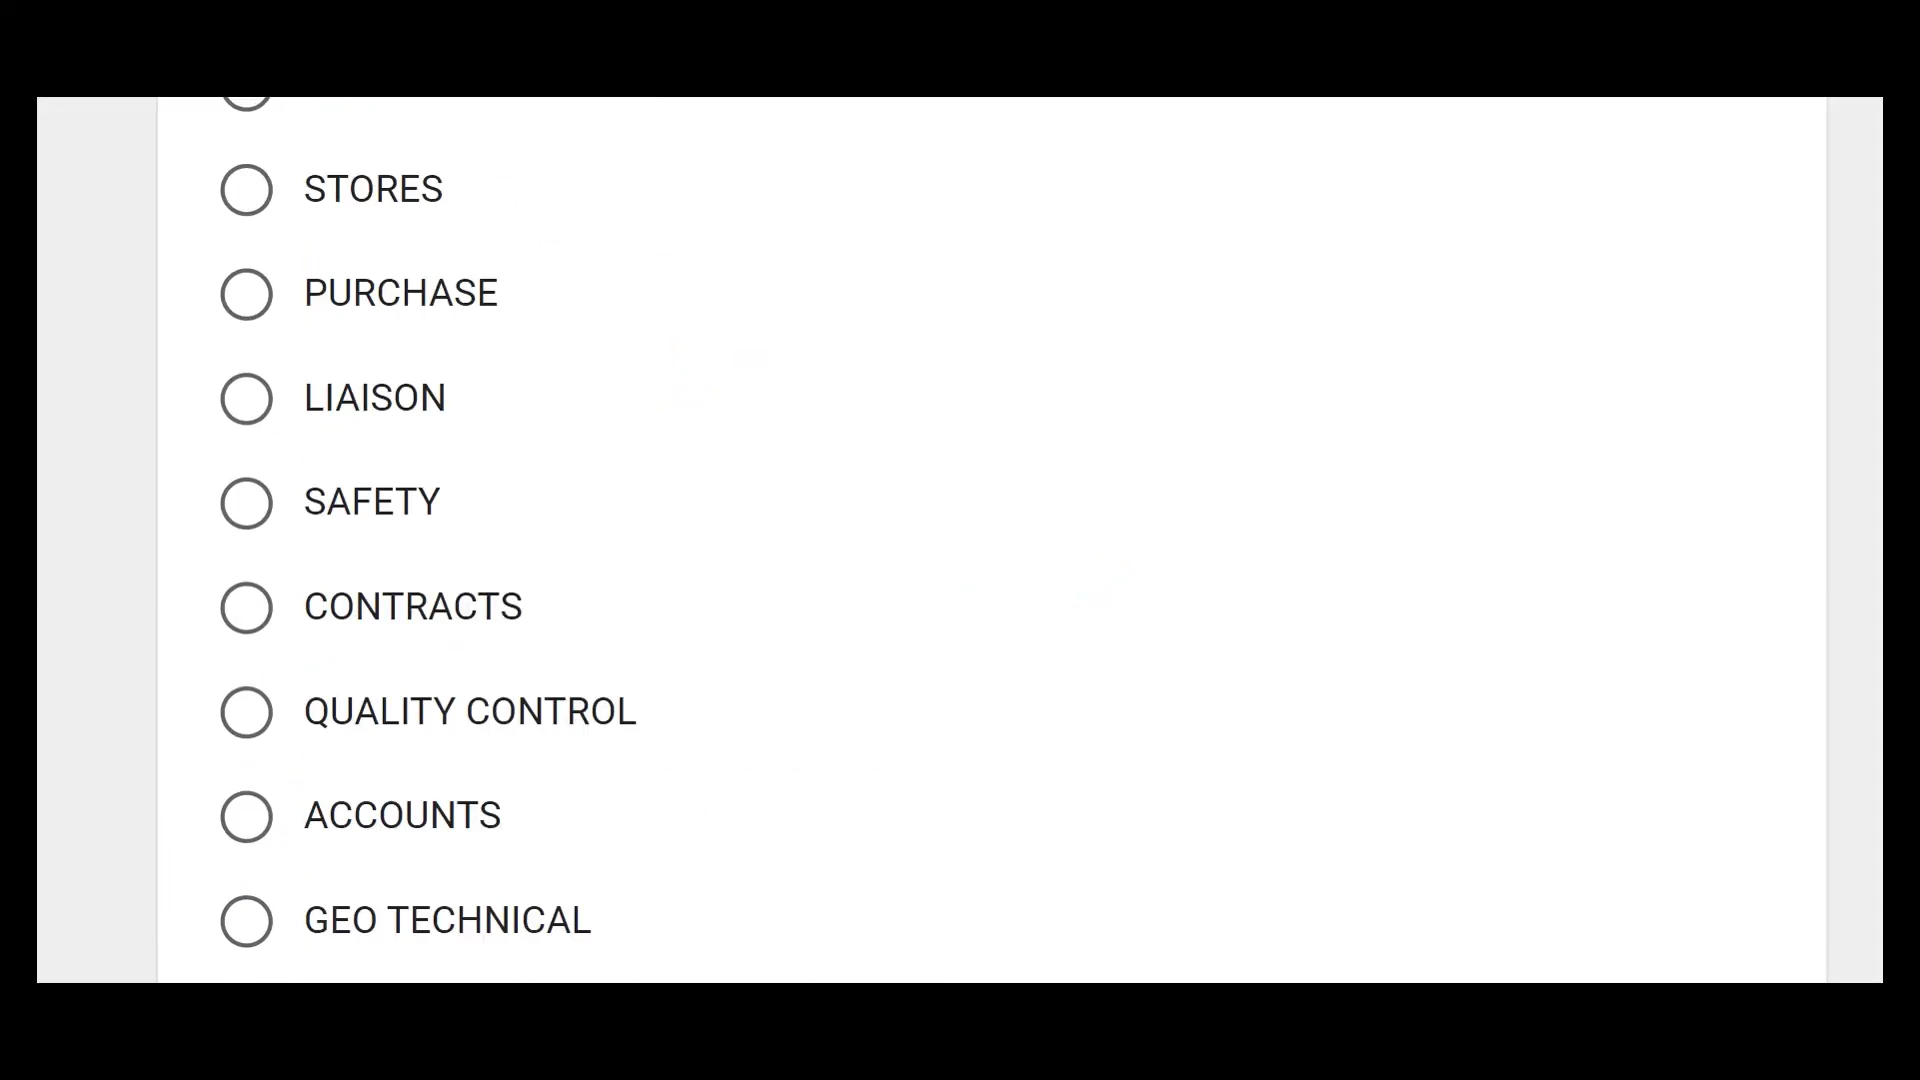 STORES
PURCHASE
LIAISON
SAFETY
CONTRACTS
QUALITY CONTROL
ACCOUNTS
GEO TECHNICAL